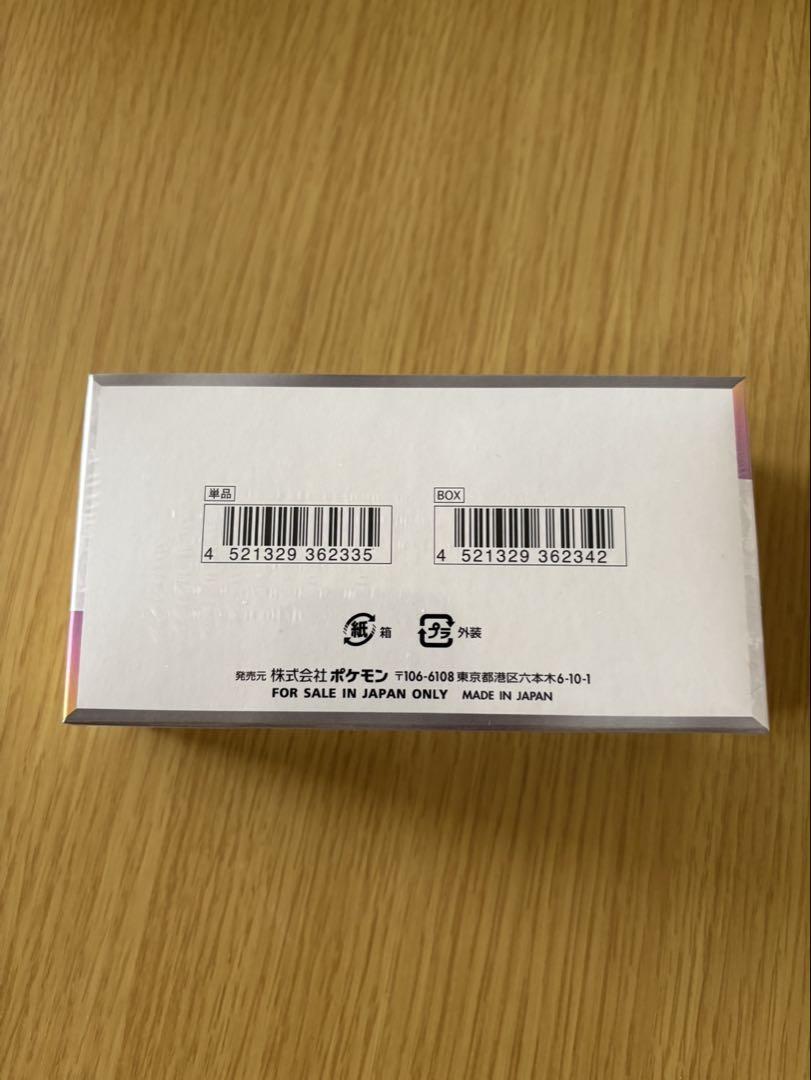 単品
BOX
4 521329 362335
4 521329 362342
紙 箱
プラ 外装
発売元 株式会社ポケモン 〒106-6108 東京都港区六本木6-10-1
FOR SALE IN JAPAN ONLY MADE IN JAPAN